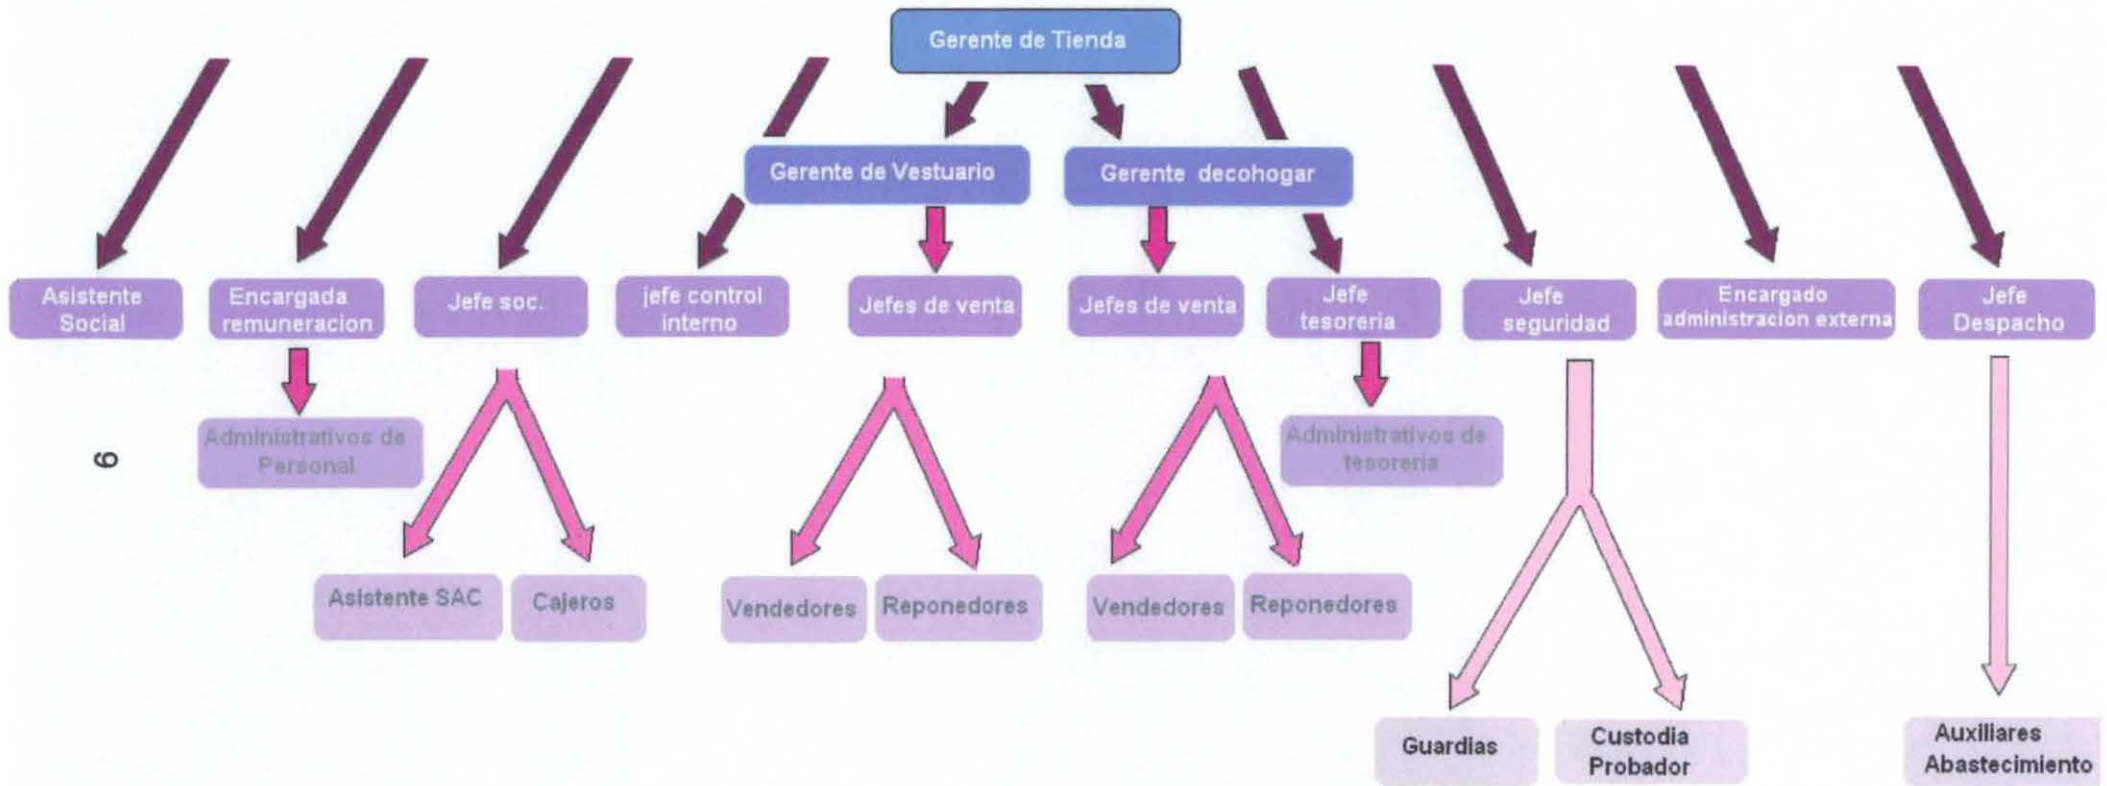 Gerente de Tienda
Gerente de Vestuario
Gerente decohogar
Asistente
Social
Encargada
remuneracion
Jefe soc.
jefe control
interno
Jefes de venta
Jefes de venta
Jefe
tesoreria
Jefe
seguridad
Encargado
administracion externa
Jefe
Despacho
Administrativos de
Personal
Administrativos de
tesoreria
6
Asistente SAC
Cajeros
Vendedores
Reponedores
Vendedores
Reponedores
Guardias
Custodia
Probador
Auxiliares
Abastecimiento